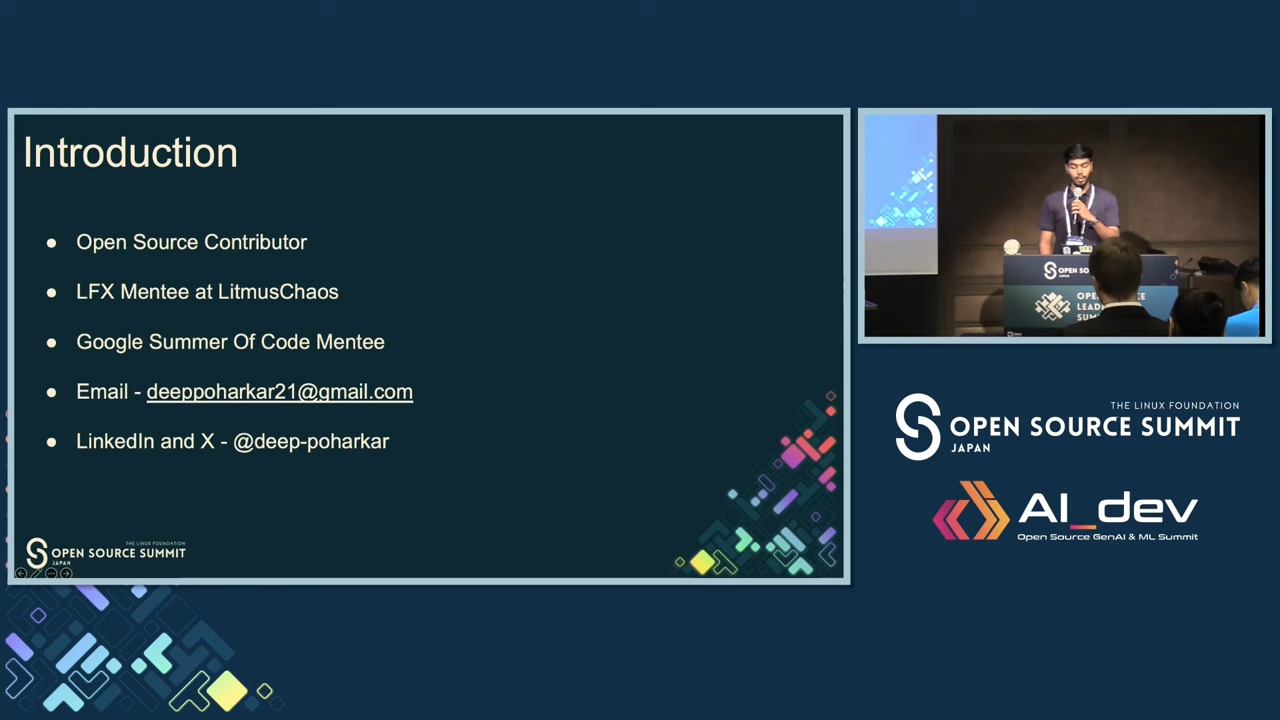 Introduction
● Open Source Contributor
● LFX Mentee at LitmusChaos
● Google Summer Of Code Mentee
● Email - deeppoharkar21@gmail.com
● LinkedIn and X - @deep-poharkar
THE LINUX FOUNDATION
OPEN SOURCE SUMMIT
JAPAN
THE LINUX FOUNDATION
OPEN SOURCE SUMMIT
JAPAN
AI_dev
Open Source GenAI & ML Summit